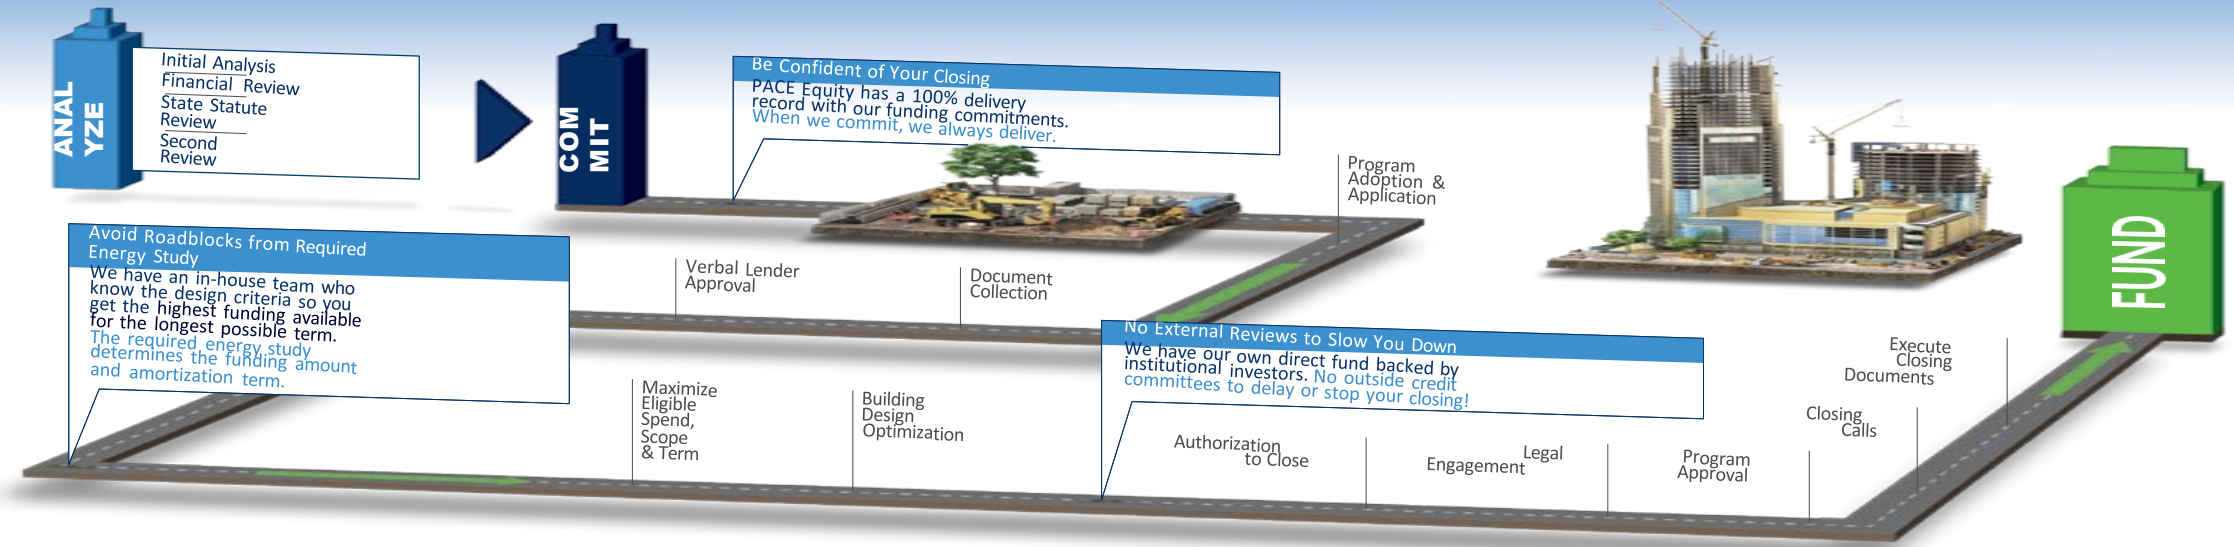 ANAL
YZE
Initial Analysis
Financial Review
State Statute
Review
Second
Review
COM
MIT
Be Confident of Your Closing
PACE Equity has a 100% delivery
record with our funding commitments.
When we commit, we always deliver.
Program
Adoption &
Application
Document
Collection
Verbal Lender
Approval
Avoid Roadblocks from Required
Energy Study
We have an in-house team who
know the design criteria so you
get the highest funding available
for the longest possible term.
The required energy study
determines the funding amount
and amortization term.
Maximize
Eligible
Spend,
Scope
& Term
Building
Design
Optimization
No External Reviews to Slow You Down
We have our own direct fund backed by
institutional investors. No outside credit
committees to delay or stop your closing!
Authorization
to Close
Legal
Engagement
Program
Approval
Closing
Calls
Execute
Closing
Documents
FUND